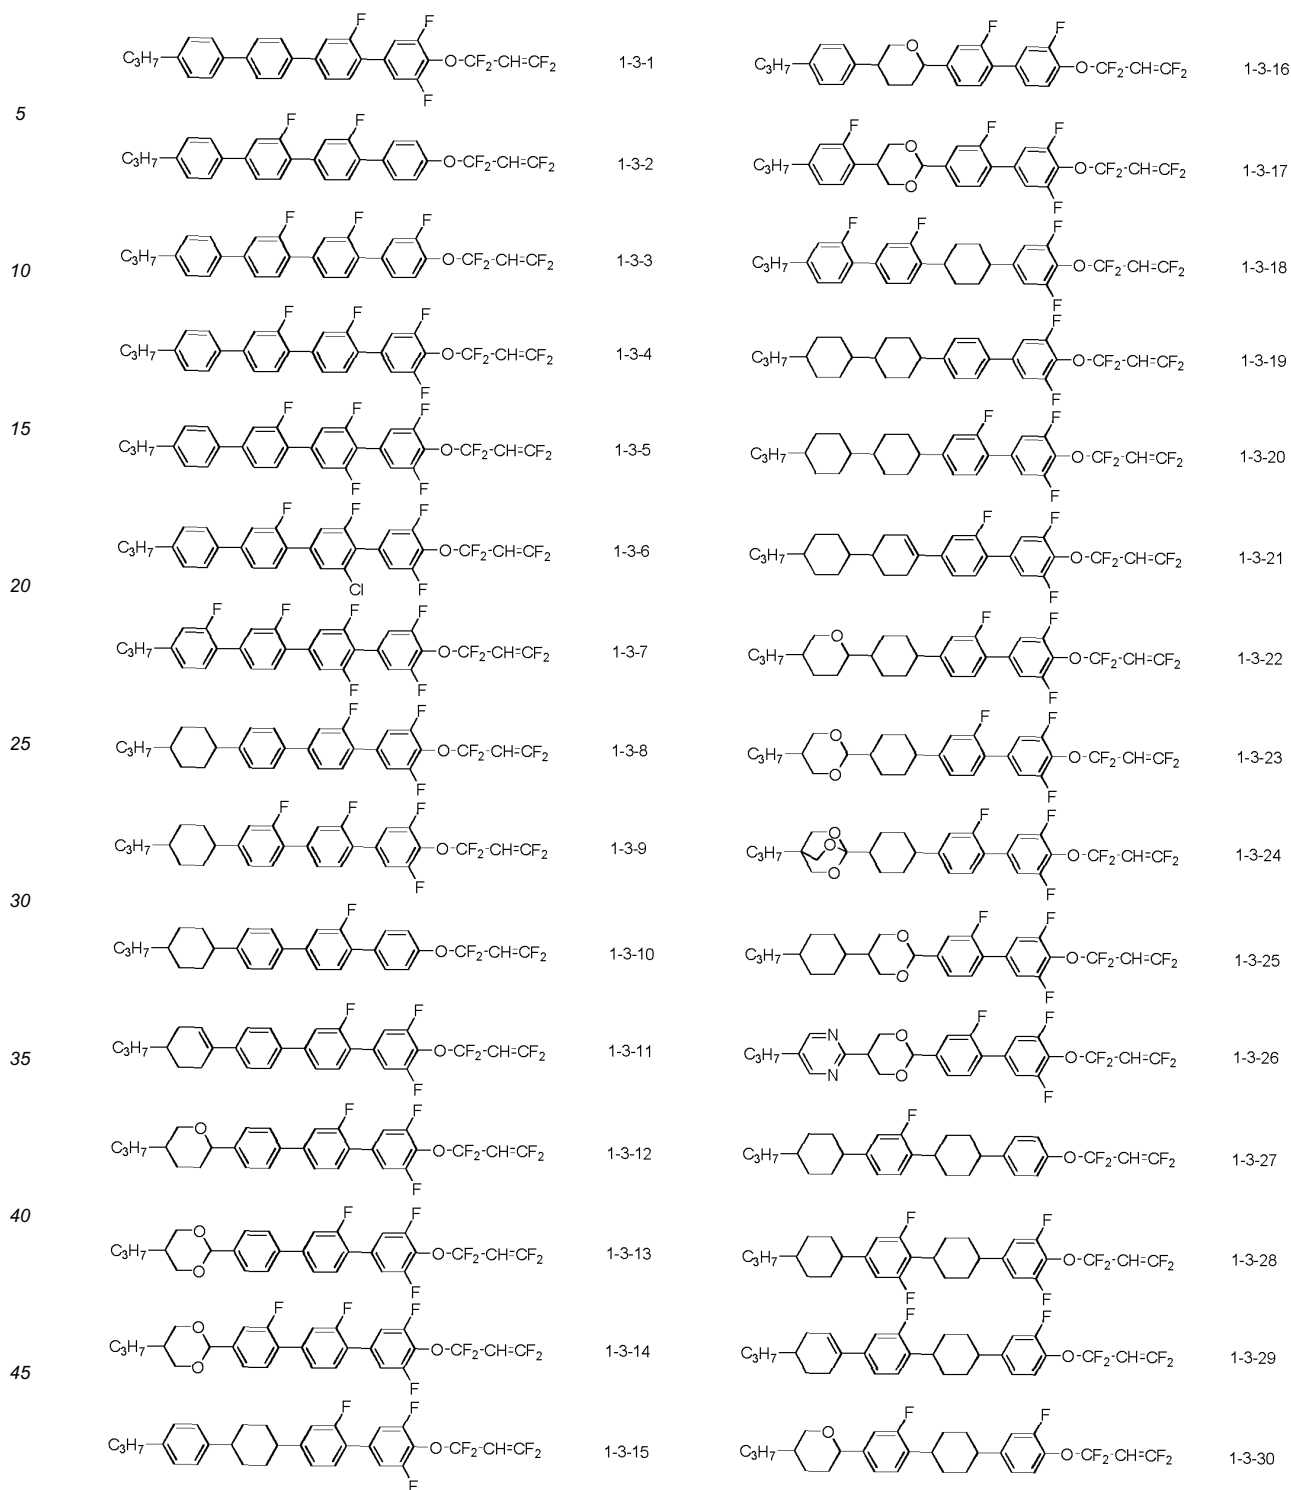 F F
C3H7 O-CF2-CH=CF2 1-3-1
F
5
F F
C3H7 O-CF2-CH=CF2 1-3-2
F F F
C3H7 O-CF2-CH=CF2 1-3-3
10
F F F
C3H7 O-CF2-CH=CF2 1-3-4
F
15
F F F
C3H7 O-CF2-CH=CF2 1-3-5
F F
F F F
C3H7 O-CF2-CH=CF2 1-3-6
Cl F
20
F F F F
C3H7 O-CF2-CH=CF2 1-3-7
F F
25
F F
C3H7 O-CF2-CH=CF2 1-3-8
F
F F F
C3H7 O-CF2-CH=CF2 1-3-9
F
30
F
C3H7 O-CF2-CH=CF2 1-3-10
F F
35
C3H7 O-CF2-CH=CF2 1-3-11
F
F F
O
C3H7 O-CF2-CH=CF2 1-3-12
F
40
F F
O
C3H7 O-CF2-CH=CF2 1-3-13
O
F
F F F
O
C3H7 O-CF2-CH=CF2 1-3-14
O
F
45
F F
C3H7 O-CF2-CH=CF2 1-3-15
F
F F
O
C3H7 O-CF2-CH=CF2 1-3-16
F F F
O
C3H7 O-CF2-CH=CF2 1-3-17
O
F
F F F
C3H7 O-CF2-CH=CF2 1-3-18
F
F
C3H7 O-CF2-CH=CF2 1-3-19
F
F F
C3H7 O-CF2-CH=CF2 1-3-20
F
F F
C3H7 O-CF2-CH=CF2 1-3-21
F
F F
O
C3H7 O-CF2-CH=CF2 1-3-22
F
F F
O
C3H7 O-CF2-CH=CF2 1-3-23
O
F
F F
O
O
C3H7 O-CF2-CH=CF2 1-3-24
O
F
F F
O
C3H7 O-CF2-CH=CF2 1-3-25
O
F
F F
N O
C3H7 O-CF2-CH=CF2 1-3-26
N O
F
F
C3H7 O-CF2-CH=CF2 1-3-27
F F
C3H7 O-CF2-CH=CF2 1-3-28
F F
F F
C3H7 O-CF2-CH=CF2 1-3-29
F F
O
C3H7 O-CF2-CH=CF2 1-3-30